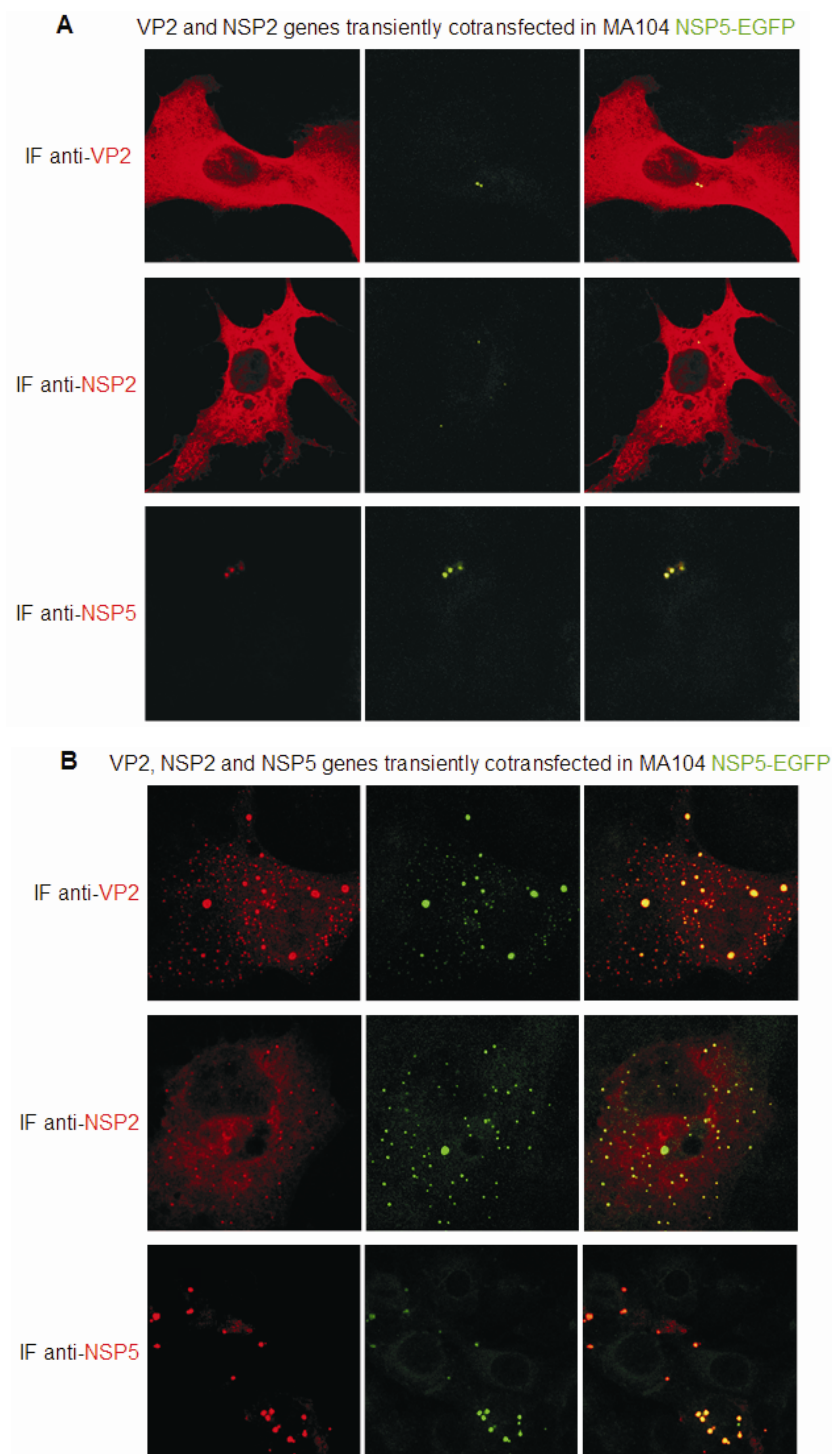 A VP2 and NSP2 genes transiently cotransfected in MA104 NSP5-EGFP
IF anti-VP2
IF anti-NSP2
IF anti-NSP5
B VP2, NSP2 and NSP5 genes transiently cotransfected in MA104 NSP5-EGFP
IF anti-VP2
IF anti-NSP2
IF anti-NSP5